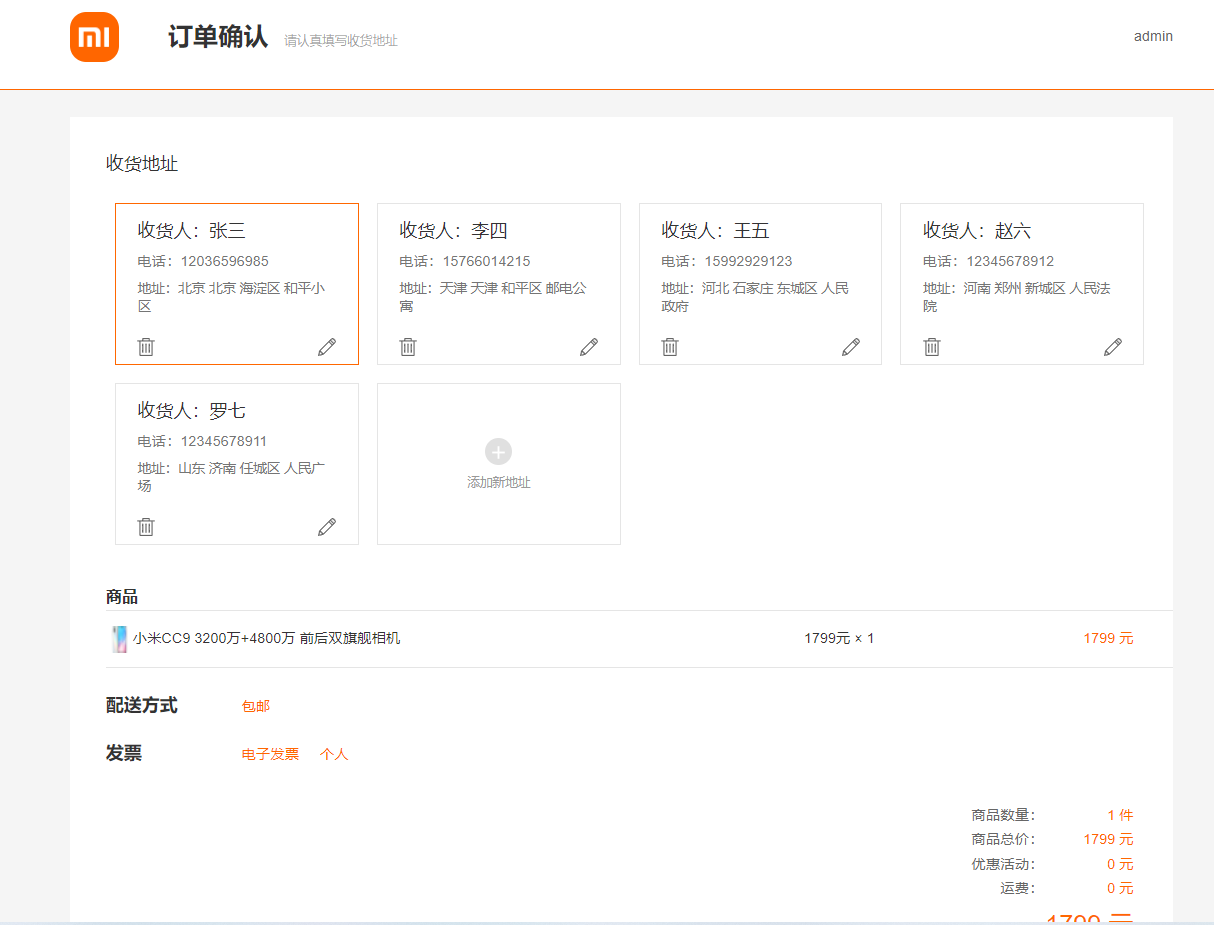 订单确认 请认真填写收货地址 admin
收货地址
收货人：张三
电话：12036596985
地址：北京 北京 海淀区 和平小
区
收货人：李四
电话：15766014215
地址：天津 天津 和平区 邮电公
寓
收货人：王五
电话：15992929123
地址：河北 石家庄 东城区 人民
政府
收货人：赵六
电话：12345678912
地址：河南 郑州 新城区 人民法
院
收货人：罗七
电话：12345678911
地址：山东 济南 任城区 人民广
场
添加新地址
商品
小米CC9 3200万+4800万 前后双旗舰相机 1799元 × 1 1799 元
配送方式 包邮
发票 电子发票 个人
商品数量： 1 件
商品总价： 1799 元
优惠活动： 0 元
运费： 0 元
1799 元